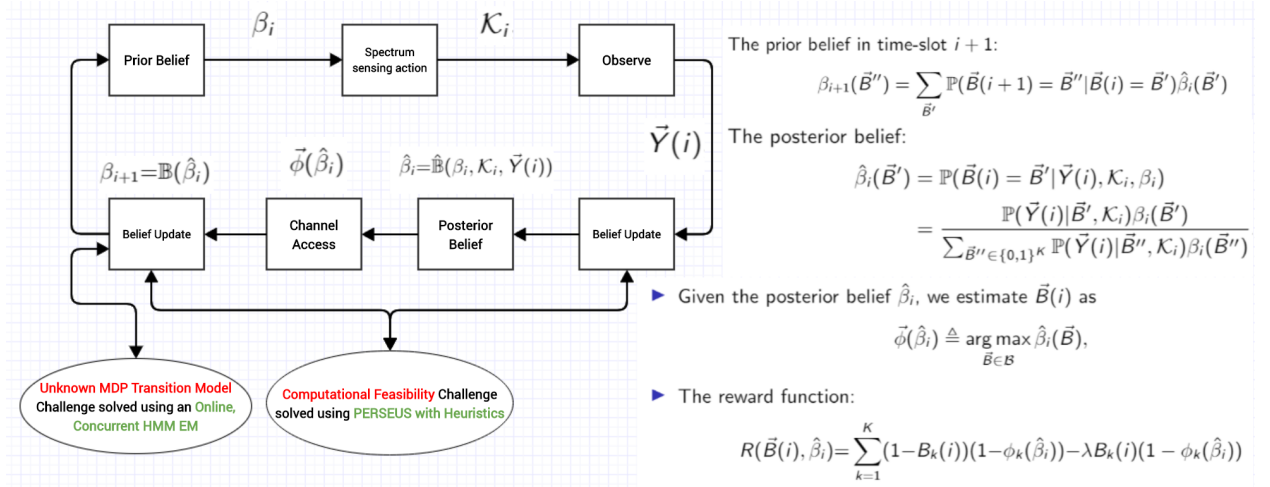 β_i
𝒦_i
Prior Belief
Spectrum
sensing action
Observe
Y⃗(i)
β_{i+1}=𝔹(β̂_i)
ϕ⃗(β̂_i)
β̂_i=𝔹̂(β_i, 𝒦_i, Y⃗(i))
Belief Update
Channel
Access
Posterior
Belief
Belief Update
Unknown MDP Transition Model
Challenge solved using an Online,
Concurrent HMM EM
Computational Feasibility Challenge
solved using PERSEUS with Heuristics
The prior belief in time-slot i + 1:
β_{i+1}(B⃗'') = ∑_{B⃗'} ℙ(B⃗(i + 1) = B⃗''|B⃗(i) = B⃗')β̂_i(B⃗')
The posterior belief:
β̂_i(B⃗') = ℙ(B⃗(i) = B⃗'|Y⃗(i), 𝒦_i, β_i)
= ℙ(Y⃗(i)|B⃗', 𝒦_i)β_i(B⃗') / ∑_{B⃗''∈{0,1}^K} ℙ(Y⃗(i)|B⃗'', 𝒦_i)β_i(B⃗'')
▶ Given the posterior belief β̂_i, we estimate B⃗(i) as
ϕ⃗(β̂_i) ≜ arg max_{B⃗∈ℬ} β̂_i(B⃗),
▶ The reward function:
R(B⃗(i), β̂_i)=∑_{k=1}^{K}(1−B_k(i))(1−ϕ_k(β̂_i))−λB_k(i)(1 − ϕ_k(β̂_i))